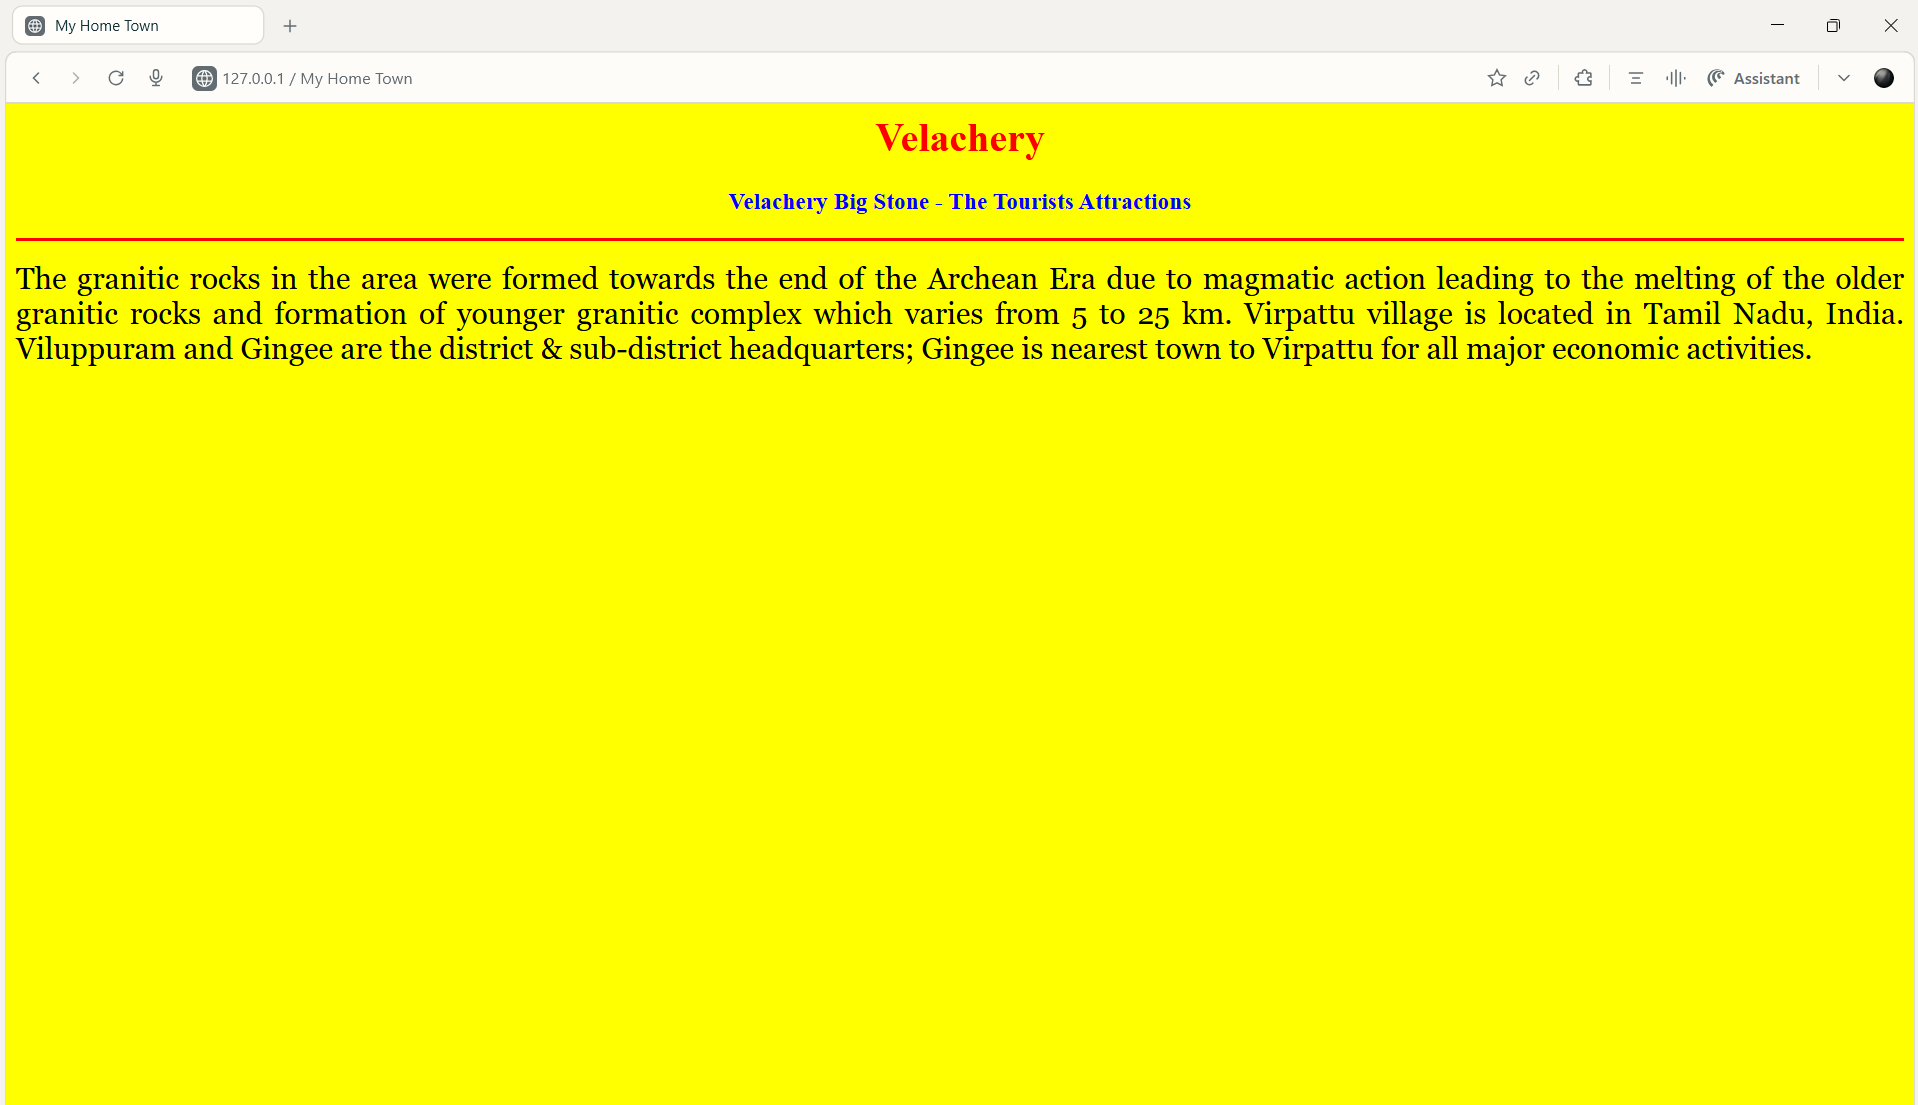 My Home Town
127.0.0.1 / My Home Town
Assistant
Velachery
Velachery Big Stone - The Tourists Attractions
The granitic rocks in the area were formed towards the end of the Archean Era due to magmatic action leading to the melting of the older
granitic rocks and formation of younger granitic complex which varies from 5 to 25 km. Virpattu village is located in Tamil Nadu, India.
Viluppuram and Gingee are the district & sub-district headquarters; Gingee is nearest town to Virpattu for all major economic activities.